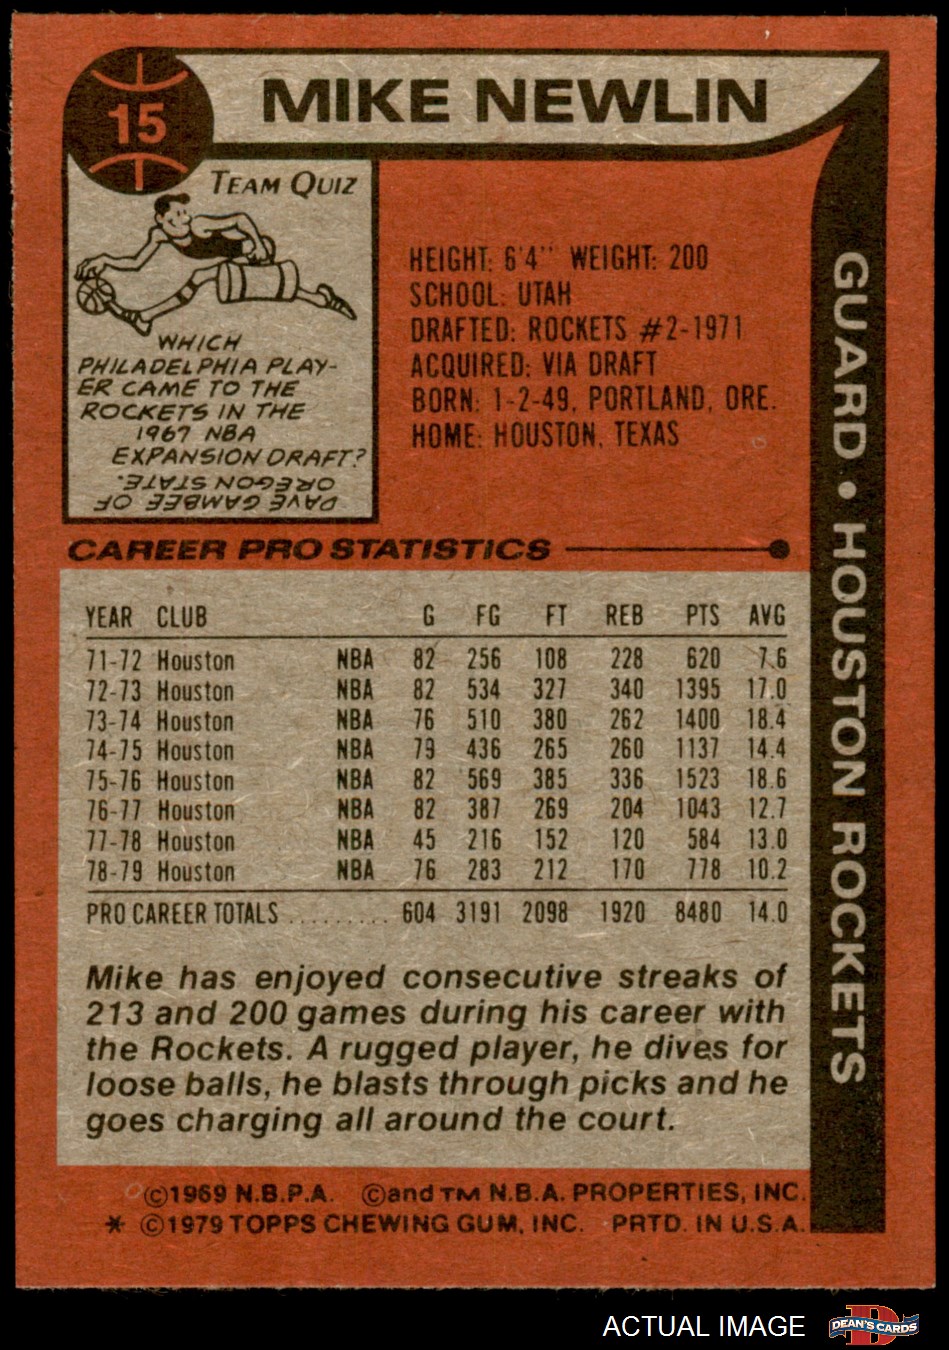 15
MIKE NEWLIN
TEAM QUIZ
WHICH
PHILADELPHIA PLAY-
ER CAME TO THE
ROCKETS IN THE
1967 NBA
EXPANSION DRAFT?
DAVE GAMBEE OF
OREGON STATE.
HEIGHT: 6'4" WEIGHT: 200
SCHOOL: UTAH
DRAFTED: ROCKETS #2-1971
ACQUIRED: VIA DRAFT
BORN: 1-2-49, PORTLAND, ORE.
HOME: HOUSTON, TEXAS
GUARD • HOUSTON ROCKETS
CAREER PRO STATISTICS
YEAR CLUB G FG FT REB PTS AVG
71-72 Houston NBA 82 256 108 228 620 7.6
72-73 Houston NBA 82 534 327 340 1395 17.0
73-74 Houston NBA 76 510 380 262 1400 18.4
74-75 Houston NBA 79 436 265 260 1137 14.4
75-76 Houston NBA 82 569 385 336 1523 18.6
76-77 Houston NBA 82 387 269 204 1043 12.7
77-78 Houston NBA 45 216 152 120 584 13.0
78-79 Houston NBA 76 283 212 170 778 10.2
PRO CAREER TOTALS ......... 604 3191 2098 1920 8480 14.0
Mike has enjoyed consecutive streaks of
213 and 200 games during his career with
the Rockets. A rugged player, he dives for
loose balls, he blasts through picks and he
goes charging all around the court.
©1969 N.B.P.A. ©and TM N.B.A. PROPERTIES, INC.
* ©1979 TOPPS CHEWING GUM, INC. PRTD. IN U.S.A.
ACTUAL IMAGE
D
DEAN'S CARDS